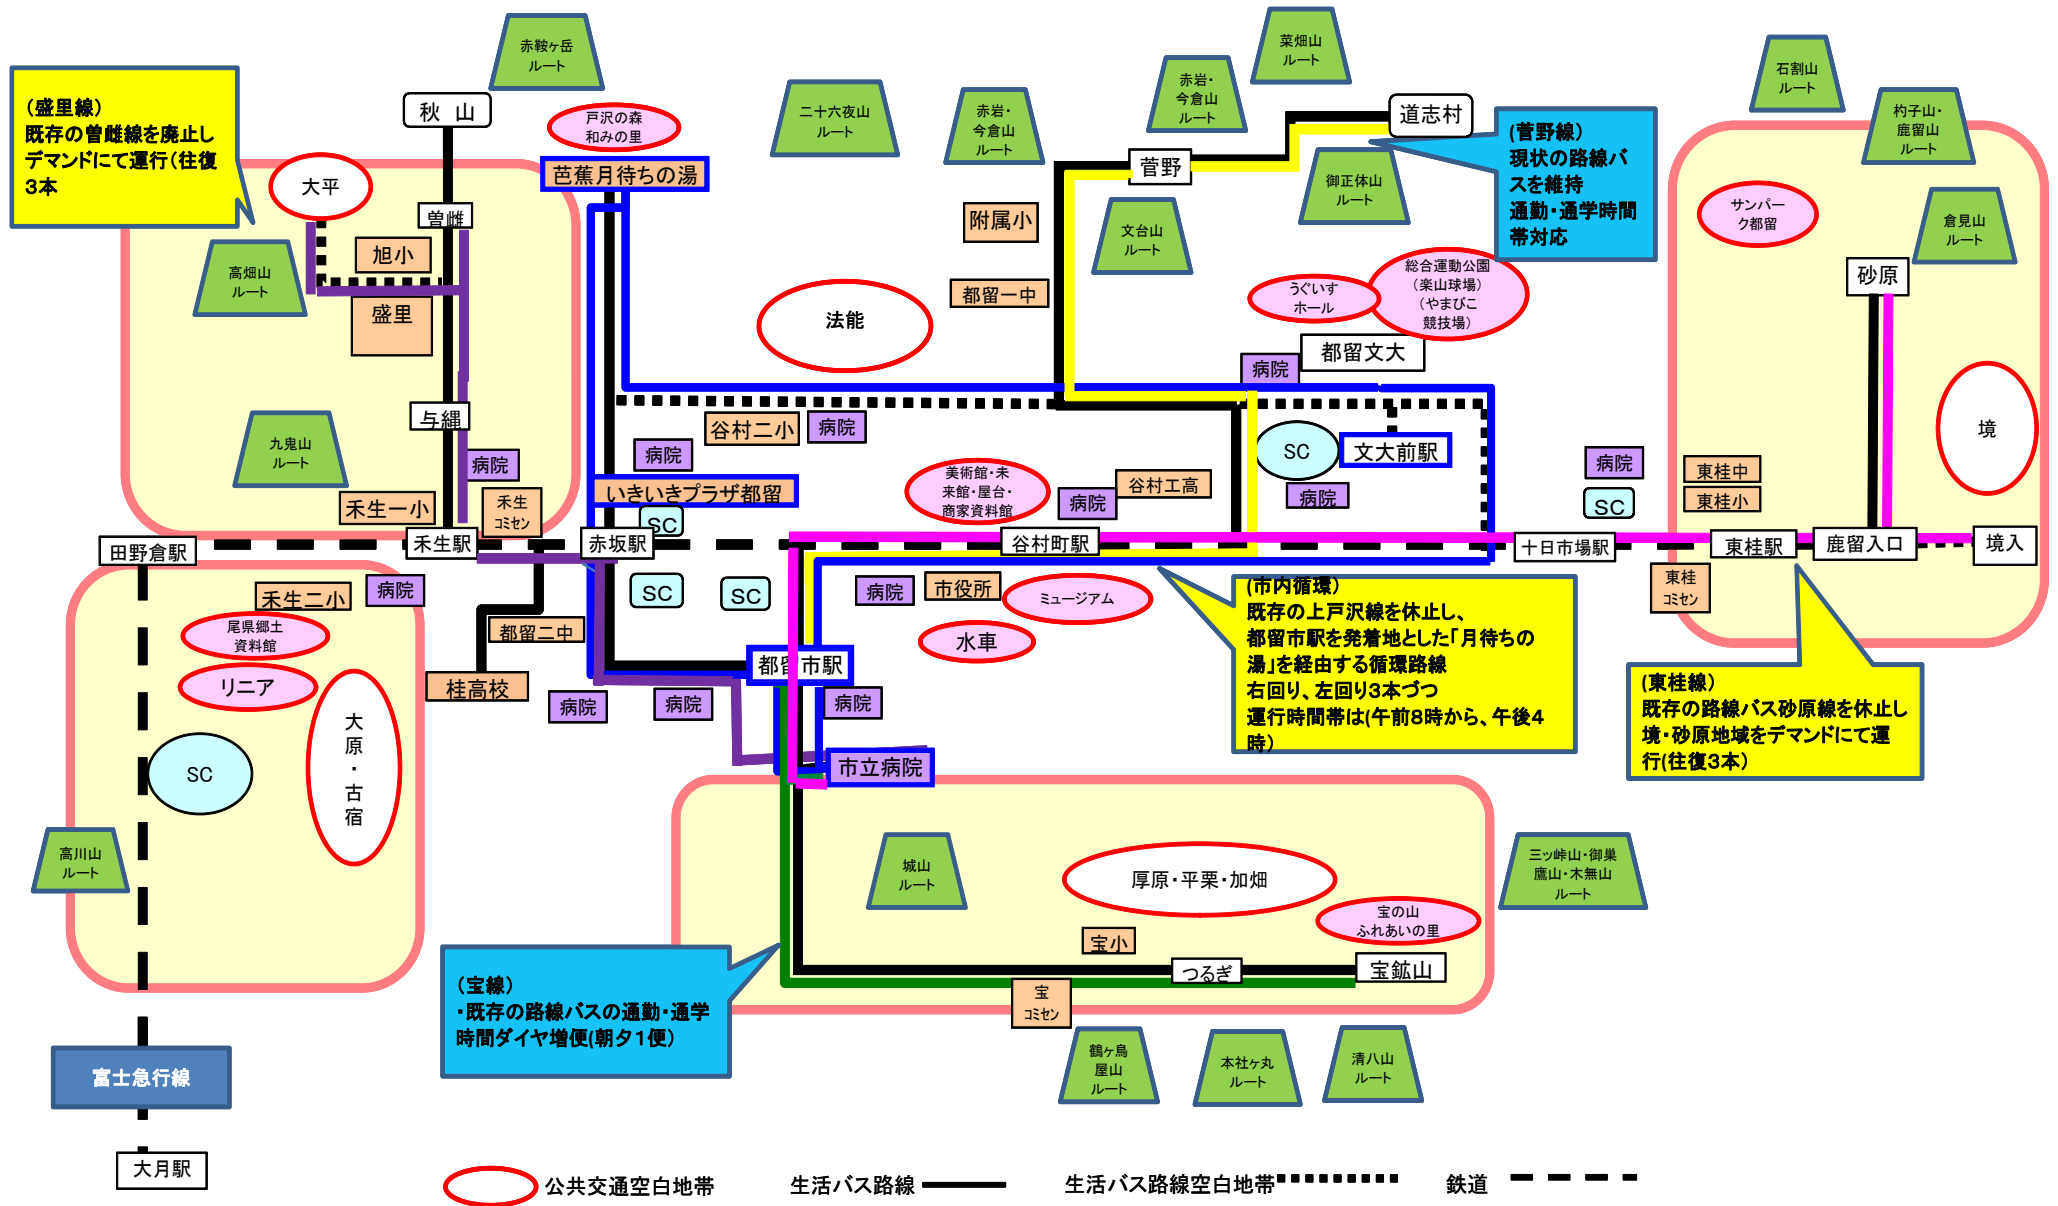 赤鞍ヶ岳
ルート
菜畑山
ルート
石割山
ルート
赤岩・
今倉山
ルート
二十六夜山
ルート
赤岩・
今倉山
ルート
杓子山・
鹿留山
ルート
(盛里線)
既存の曽雌線を廃止し
デマンドにて運行(往復
3本
秋　山
戸沢の森
和みの里
道志村
(菅野線)
現状の路線バ
スを維持
通勤・通学時間
帯対応
芭蕉月待ちの湯
菅野
御正体山
ルート
大平
曽雌
附属小
文台山
ルート
サンパー
ク都留
倉見山
ルート
旭小
高畑山
ルート
盛里
都留一中
法能
うぐいす
ホール
総合運動公園
(楽山球場)
(やまびこ
競技場)
砂原
都留文大
病院
与縄
九鬼山
ルート
谷村二小
病院
病院
病院
SC
文大前駅
境
病院
東桂中
東桂小
SC
いきいきプラザ都留
SC
美術館・未
来館・屋台・
商家資料館
病院
谷村工高
病院
禾生一小
禾生
コミセン
田野倉駅
禾生駅
赤坂駅
谷村町駅
十日市場駅
東桂駅
鹿留入口
境入
禾生二小
病院
SC
SC
病院
市役所
ミュージアム
東桂
コミセン
尾県郷土
資料館
都留二中
水車
(市内循環)
既存の上戸沢線を休止し、
都留市駅を発着地とした「月待ちの
湯」を経由する循環路線
右回り、左回り3本づつ
運行時間帯は(午前8時から、午後4
時)
リニア
桂高校
都留市駅
病院
病院
病院
(東桂線)
既存の路線バス砂原線を休止し
境・砂原地域をデマンドにて運
行(往復3本)
大
原
・
古
宿
SC
市立病院
高川山
ルート
城山
ルート
厚原・平栗・加畑
三ッ峠山・御巣
鷹山・木無山
ルート
宝の山
ふれあいの里
宝小
つるぎ
宝鉱山
(宝線)
・既存の路線バスの通勤・通学
時間ダイヤ増便(朝夕1便)
宝
コミセン
鶴ヶ鳥
屋山
ルート
本社ヶ丸
ルート
清八山
ルート
富士急行線
大月駅
公共交通空白地帯
生活バス路線
生活バス路線空白地帯
鉄道